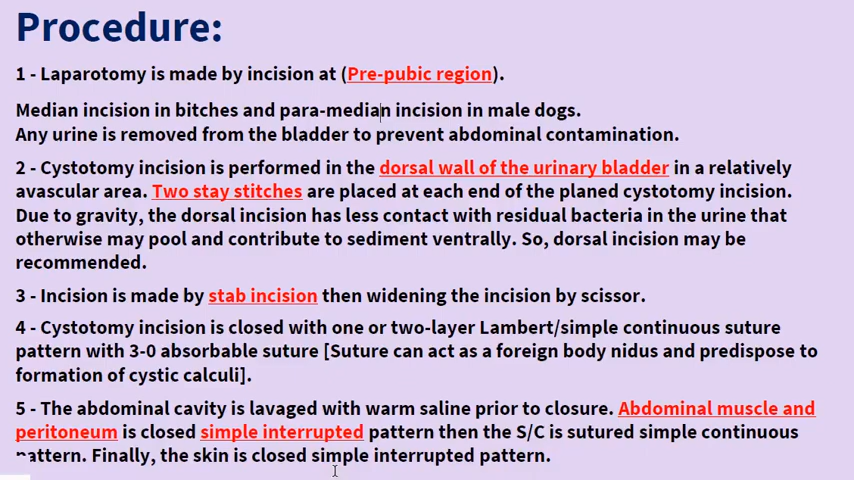 Procedure:
1 - Laparotomy is made by incision at (Pre-pubic region).
Median incision in bitches and para-median incision in male dogs.
Any urine is removed from the bladder to prevent abdominal contamination.
2 - Cystotomy incision is performed in the dorsal wall of the urinary bladder in a relatively
avascular area. Two stay stitches are placed at each end of the planed cystotomy incision.
Due to gravity, the dorsal incision has less contact with residual bacteria in the urine that
otherwise may pool and contribute to sediment ventrally. So, dorsal incision may be
recommended.
3 - Incision is made by stab incision then widening the incision by scissor.
4 - Cystotomy incision is closed with one or two-layer Lambert/simple continuous suture
pattern with 3-0 absorbable suture [Suture can act as a foreign body nidus and predispose to
formation of cystic calculi].
5 - The abdominal cavity is lavaged with warm saline prior to closure. Abdominal muscle and
peritoneum is closed simple interrupted pattern then the S/C is sutured simple continuous
pattern. Finally, the skin is closed simple interrupted pattern.